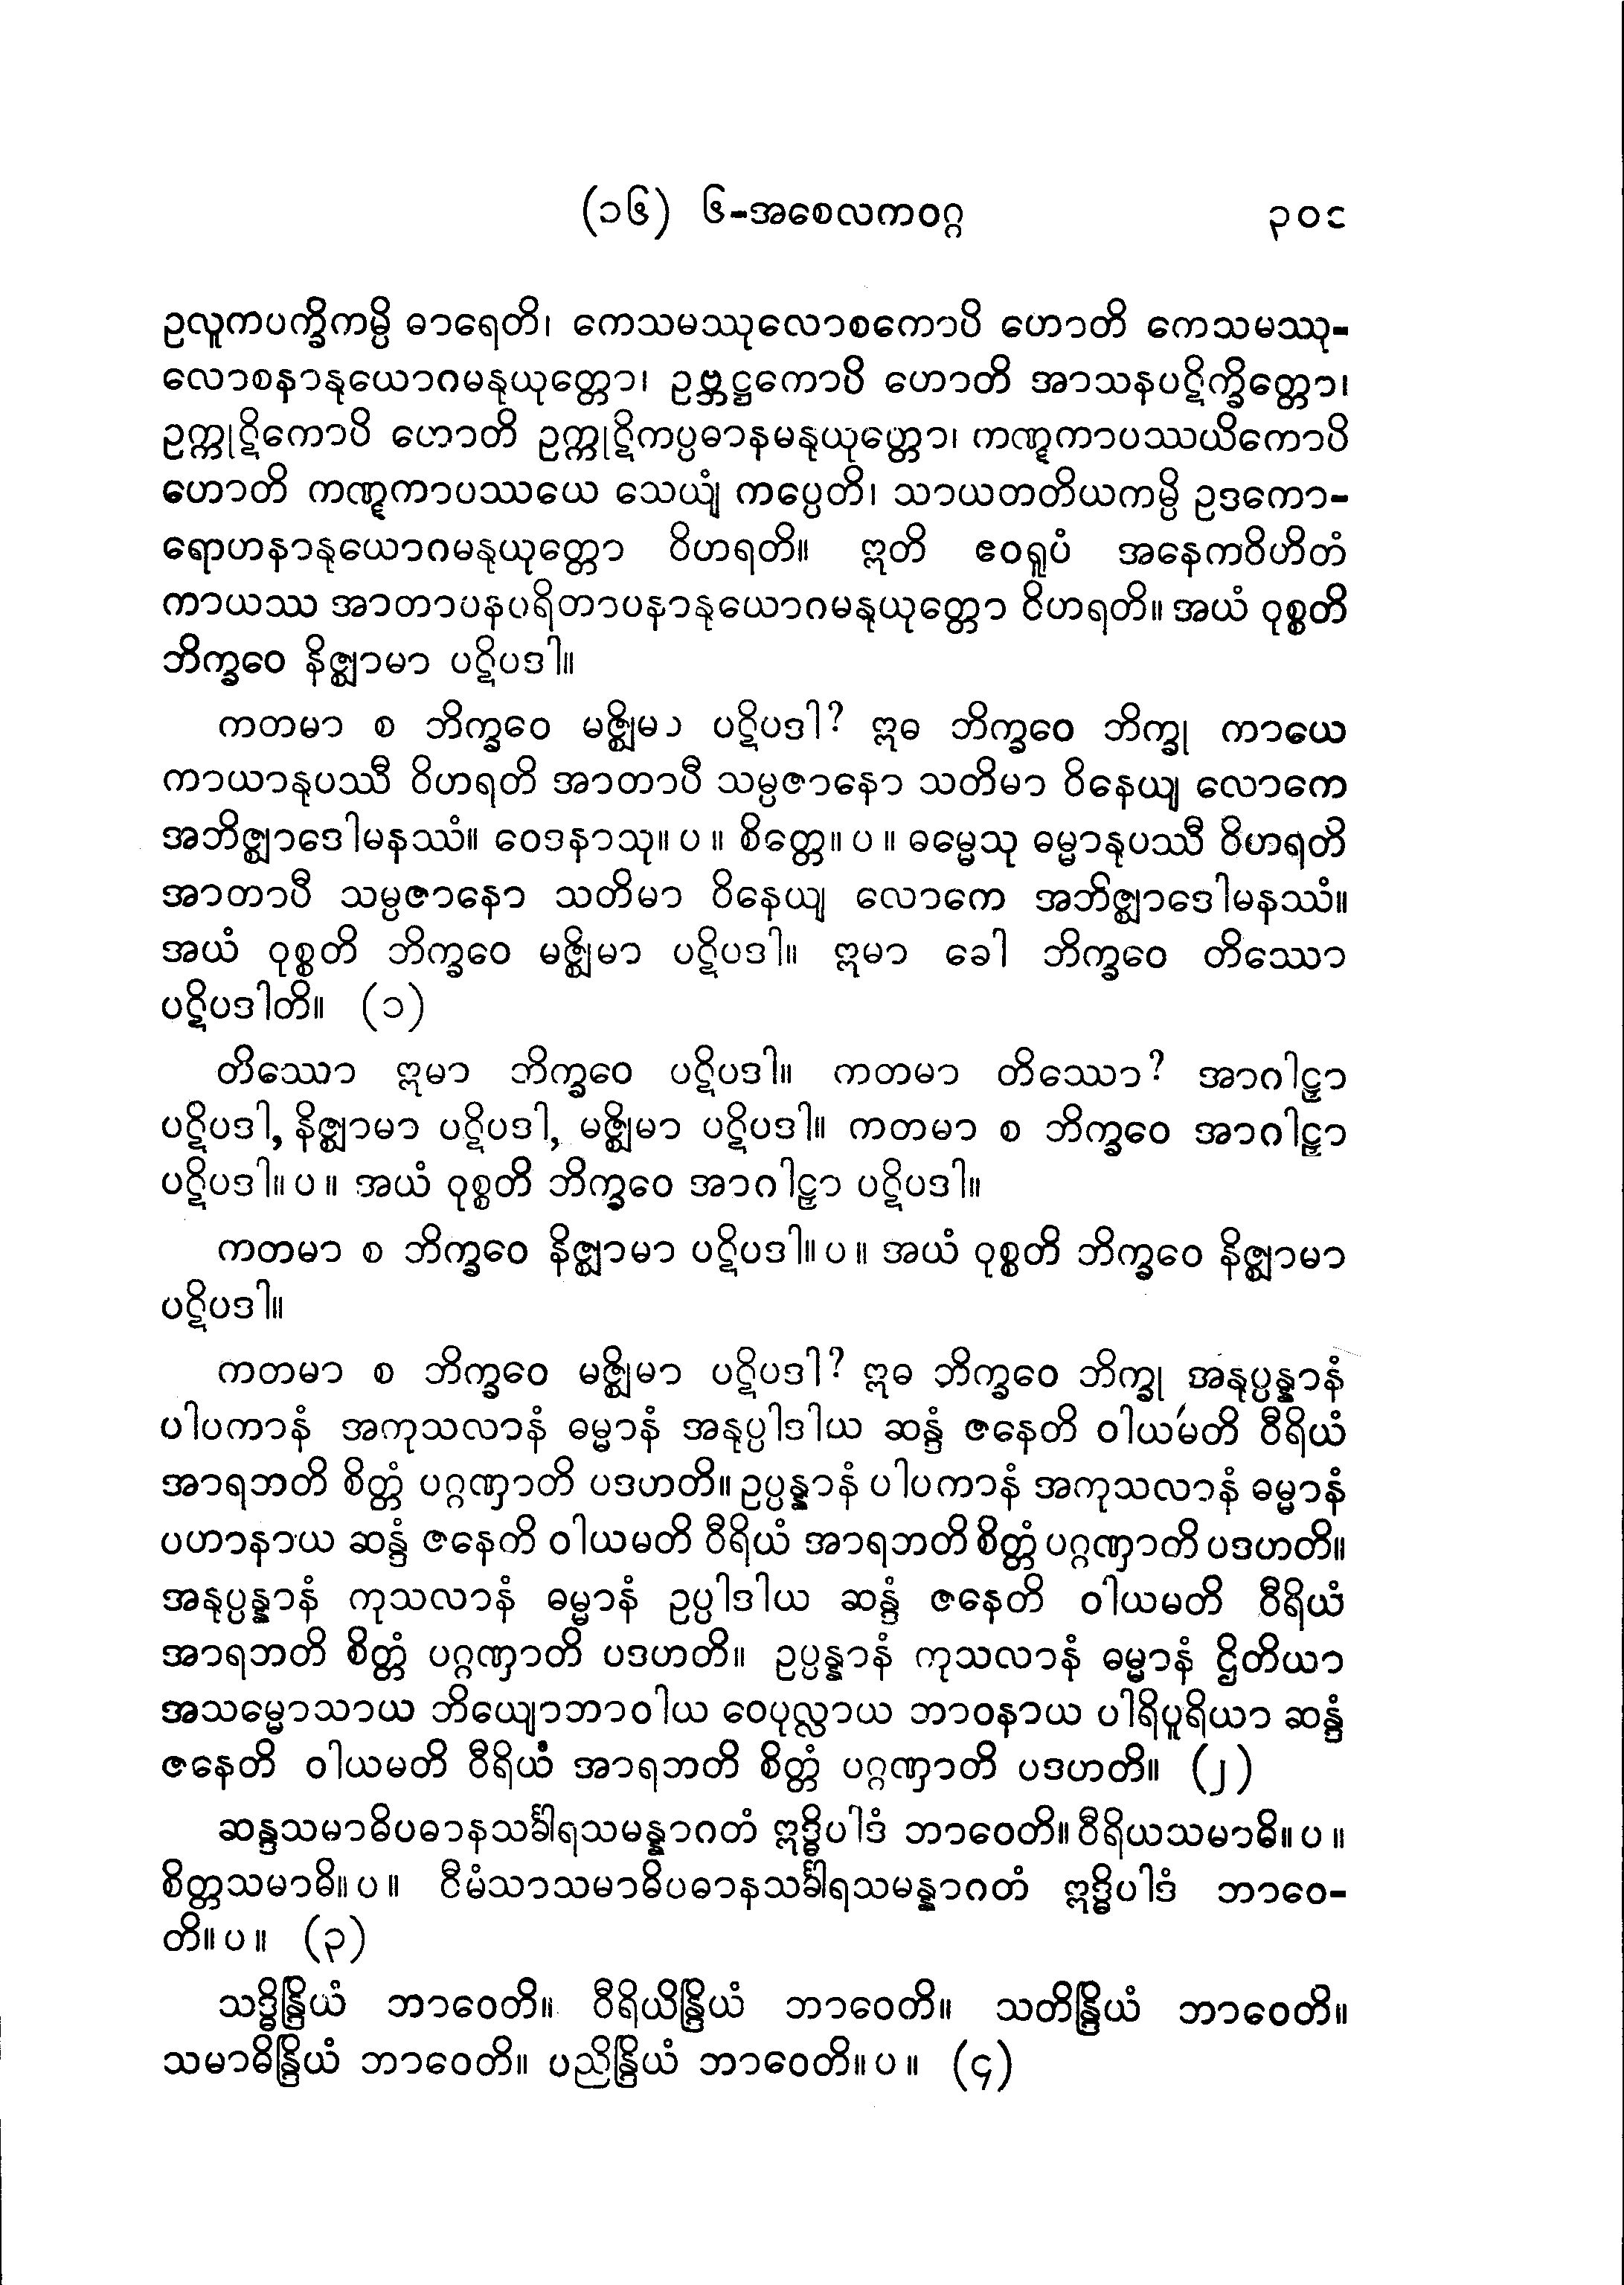 (၁၆) ၆-အစေလကဝဂ္ဂ ၃၀၁
ဥလူကပက္ခိကမ္ပိ ဓာရေတိ၊ ကေသမဿုလောစကောပိ ဟောတိ ကေသမဿု-
လောစနာနုယောဂမနုယုတ္တော၊ ဥဗ္ဘဋ္ဌကောပိ ဟောတိ အာသနပဋိက္ခိတ္တော၊
ဥက္ကုဋိကောပိ ဟောတိ ဥက္ကုဋိကပ္ပဓာနမနုယုတ္တော၊ ကဏ္ဋကာပဿယိကောပိ
ဟောတိ ကဏ္ဋကာပဿယေ သေယျံ ကပ္ပေတိ၊ သာယတတိယကမ္ပိ ဥဒကော-
ရောဟနာနုယောဂမနုယုတ္တော ဝိဟရတိ။ ဣတိ ဧဝရူပံ အနေကဝိဟိတံ
ကာယဿ အာတာပနပရိတာပနာနုယောဂမနုယုတ္တော ဝိဟရတိ။ အယံ ဝုစ္စတိ
ဘိက္ခဝေ နိဇ္ဈာမာ ပဋိပဒါ။
ကတမာ စ ဘိက္ခဝေ မဇ္ဈိမာ ပဋိပဒါ? ဣဓ ဘိက္ခဝေ ဘိက္ခု ကာယေ
ကာယာနုပဿီ ဝိဟရတိ အာတာပီ သမ္ပဇာနော သတိမာ ဝိနေယျ လောကေ
အဘိဇ္ဈာဒေါမနဿံ။ ဝေဒနာသု။ ပ ။ စိတ္တေ။ ပ ။ ဓမ္မေသု ဓမ္မာနုပဿီ ဝိဟရတိ
အာတာပီ သမ္ပဇာနော သတိမာ ဝိနေယျ လောကေ အဘိဇ္ဈာဒေါမနဿံ။
အယံ ဝုစ္စတိ ဘိက္ခဝေ မဇ္ဈိမာ ပဋိပဒါ။ ဣမာ ခေါ ဘိက္ခဝေ တိဿော
ပဋိပဒါတိ။ (၁)
တိဿော ဣမာ ဘိက္ခဝေ ပဋိပဒါ။ ကတမာ တိဿော? အာဂါဠှာ
ပဋိပဒါ, နိဇ္ဈာမာ ပဋိပဒါ, မဇ္ဈိမာ ပဋိပဒါ။ ကတမာ စ ဘိက္ခဝေ အာဂါဠှာ
ပဋိပဒါ။ ပ ။ အယံ ဝုစ္စတိ ဘိက္ခဝေ အာဂါဠှာ ပဋိပဒါ။
ကတမာ စ ဘိက္ခဝေ နိဇ္ဈာမာ ပဋိပဒါ။ ပ ။ အယံ ဝုစ္စတိ ဘိက္ခဝေ နိဇ္ဈာမာ
ပဋိပဒါ။
ကတမာ စ ဘိက္ခဝေ မဇ္ဈိမာ ပဋိပဒါ? ဣဓ ဘိက္ခဝေ ဘိက္ခု အနုပ္ပန္နာနံ
ပါပကာနံ အကုသလာနံ ဓမ္မာနံ အနုပ္ပါဒါယ ဆန္ဒံ ဇနေတိ ဝါယမတိ ဝီရိယံ
အာရဘတိ စိတ္တံ ပဂ္ဂဏှာတိ ပဒဟတိ။ ဥပ္ပန္နာနံ ပါပကာနံ အကုသလာနံ ဓမ္မာနံ
ပဟာနာယ ဆန္ဒံ ဇနေတိ ဝါယမတိ ဝီရိယံ အာရဘတိ စိတ္တံ ပဂ္ဂဏှာတိ ပဒဟတိ။
အနုပ္ပန္နာနံ ကုသလာနံ ဓမ္မာနံ ဥပ္ပါဒါယ ဆန္ဒံ ဇနေတိ ဝါယမတိ ဝီရိယံ
အာရဘတိ စိတ္တံ ပဂ္ဂဏှာတိ ပဒဟတိ။ ဥပ္ပန္နာနံ ကုသလာနံ ဓမ္မာနံ ဌိတိယာ
အသမ္မောသာယ ဘိယျောဘာဝါယ ဝေပုလ္လာယ ဘာဝနာယ ပါရိပူရိယာ ဆန္ဒံ
ဇနေတိ ဝါယမတိ ဝီရိယံ အာရဘတိ စိတ္တံ ပဂ္ဂဏှာတိ ပဒဟတိ။ (၂)
ဆန္ဒသမာဓိပဓာနသင်္ခါရသမန္နာဂတံ ဣဒ္ဓိပါဒံ ဘာဝေတိ။ ဝီရိယသမာဓိ။ ပ ။
စိတ္တသမာဓိ။ ပ ။ ဝီမံသာသမာဓိပဓာနသင်္ခါရသမန္နာဂတံ ဣဒ္ဓိပါဒံ ဘာဝေ-
တိ။ ပ ။ (၃)
သဒ္ဓိန္ဒြိယံ ဘာဝေတိ။ ဝီရိယိန္ဒြိယံ ဘာဝေတိ။ သတိန္ဒြိယံ ဘာဝေတိ။
သမာဓိန္ဒြိယံ ဘာဝေတိ။ ပညိန္ဒြိယံ ဘာဝေတိ။ ပ ။ (၄)